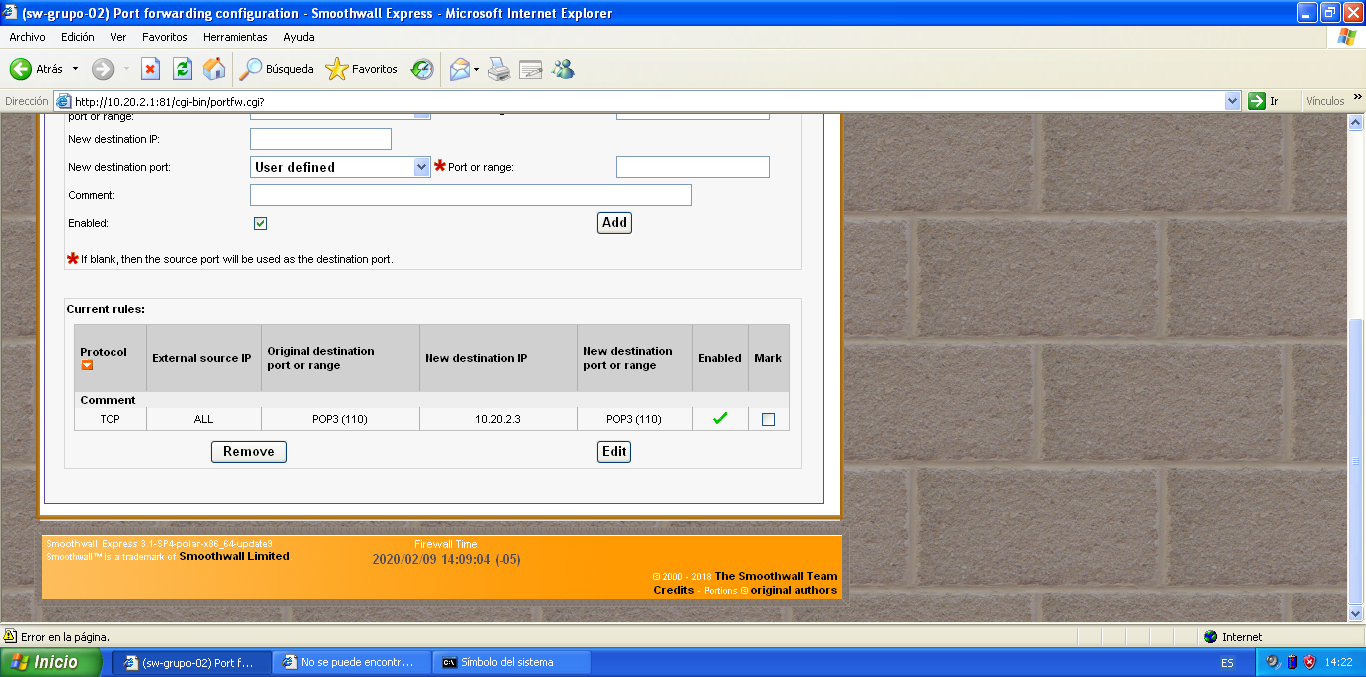 (sw-grupo-02) Port forwarding configuration - Smoothwall Express - Microsoft Internet Explorer
Archivo Edición Ver Favoritos Herramientas Ayuda
Atrás Búsqueda Favoritos
Dirección http://10.20.2.1:81/cgi-bin/portfw.cgi? Ir Vínculos »
port or range:
New destination IP:
New destination port: User defined * Port or range:
Comment:
Enabled: Add
* If blank, then the source port will be used as the destination port.
Current rules:
Protocol External source IP Original destination port or range New destination IP New destination port or range Enabled Mark
Comment
TCP ALL POP3 (110) 10.20.2.3 POP3 (110)
Remove Edit
Smoothwall Express 3.1-SP4-polar-x86_64-update9 Firewall Time
Smoothwall™ is a trademark of Smoothwall Limited 2020/02/09 14:09:04 (-05)
© 2000 - 2018 The Smoothwall Team
Credits - Portions © original authors
Error en la página. Internet
Inicio (sw-grupo-02) Port f... No se puede encontr... C:\ Símbolo del sistema ES 14:22